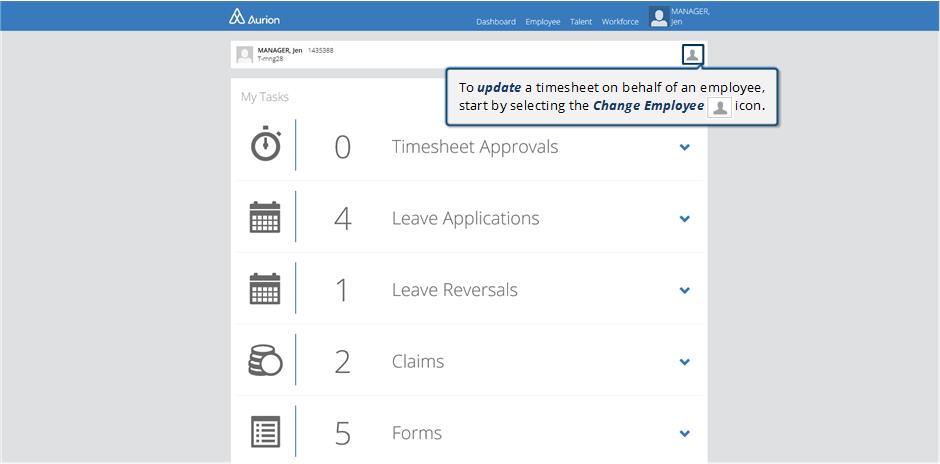 Aurion
Dashboard Employee Talent Workforce
MANAGER,
Jen
MANAGER, Jen 1435388
T-mng28
To update a timesheet on behalf of an employee,
start by selecting the Change Employee icon.
My Tasks
0 Timesheet Approvals
4 Leave Applications
1 Leave Reversals
2 Claims
5 Forms